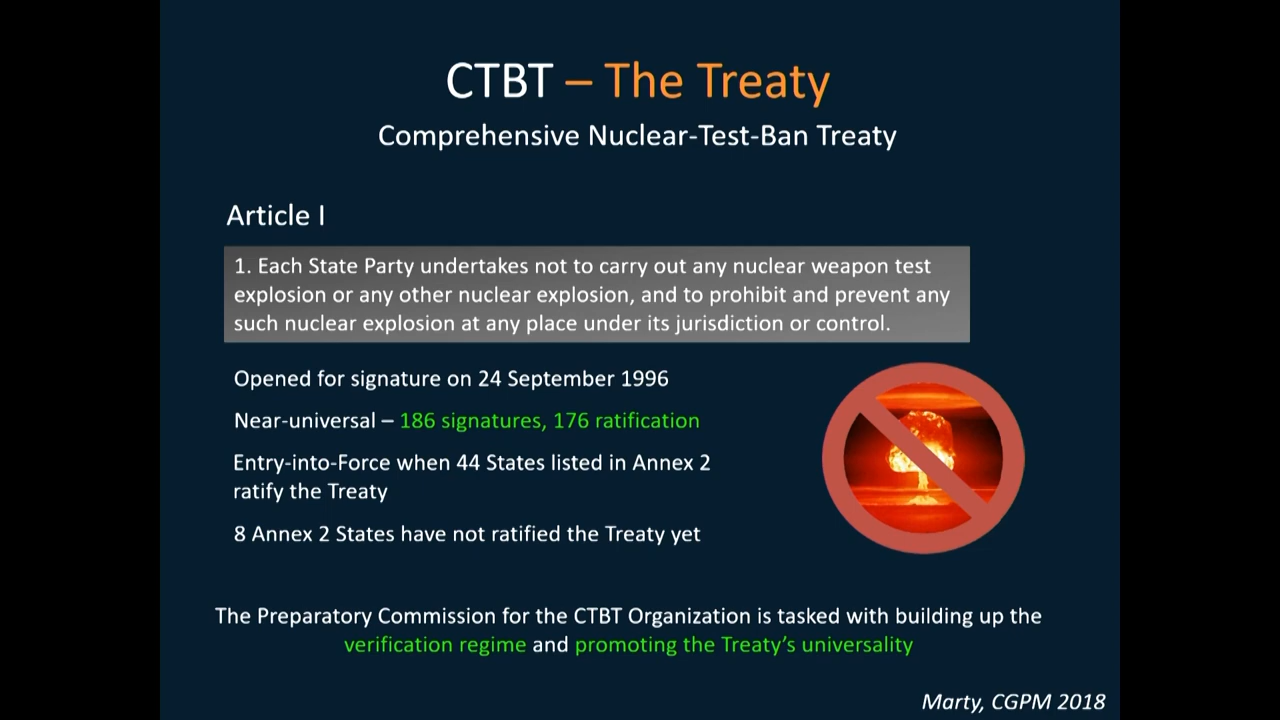 CTBT – The Treaty
Comprehensive Nuclear-Test-Ban Treaty
Article I
1. Each State Party undertakes not to carry out any nuclear weapon test
explosion or any other nuclear explosion, and to prohibit and prevent any
such nuclear explosion at any place under its jurisdiction or control.
Opened for signature on 24 September 1996
Near-universal – 186 signatures, 176 ratification
Entry-into-Force when 44 States listed in Annex 2
ratify the Treaty
8 Annex 2 States have not ratified the Treaty yet
The Preparatory Commission for the CTBT Organization is tasked with building up the
verification regime and promoting the Treaty’s universality
Marty, CGPM 2018